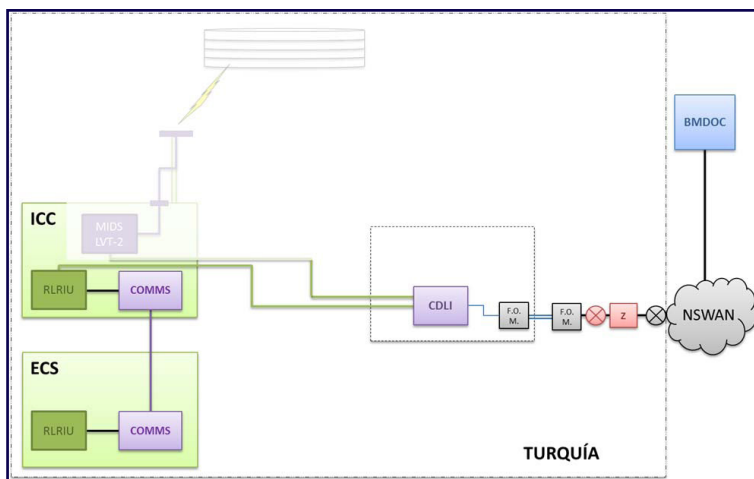 BMDOC
ICC
MIDS
LVT-2
RLRIU
COMMS
CDLI
F.O.
M.
F.O.
M.
Z
NSWAN
ECS
RLRIU
COMMS
TURQUÍA